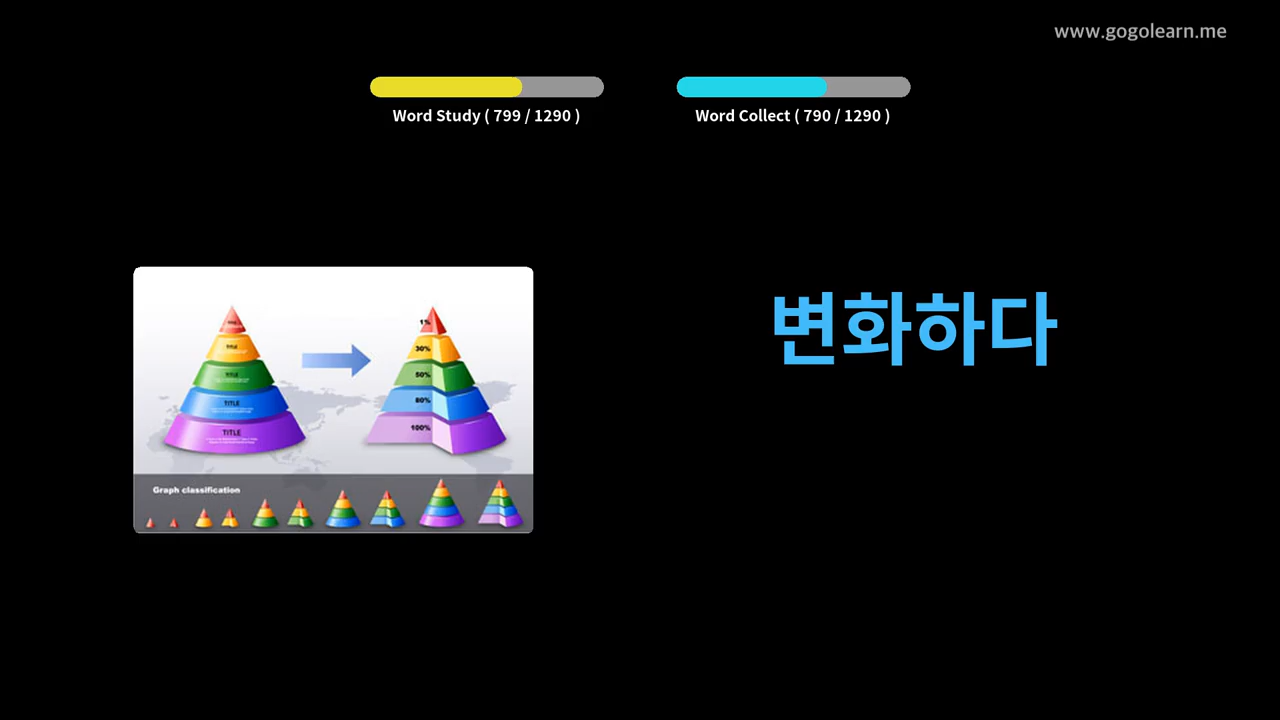 www.gogolearn.me
Word Study ( 799 / 1290 )
Word Collect ( 790 / 1290 )
변화하다
TITLE
TITLE
TITLE
TITLE
1%
30%
50%
80%
100%
Graph classification